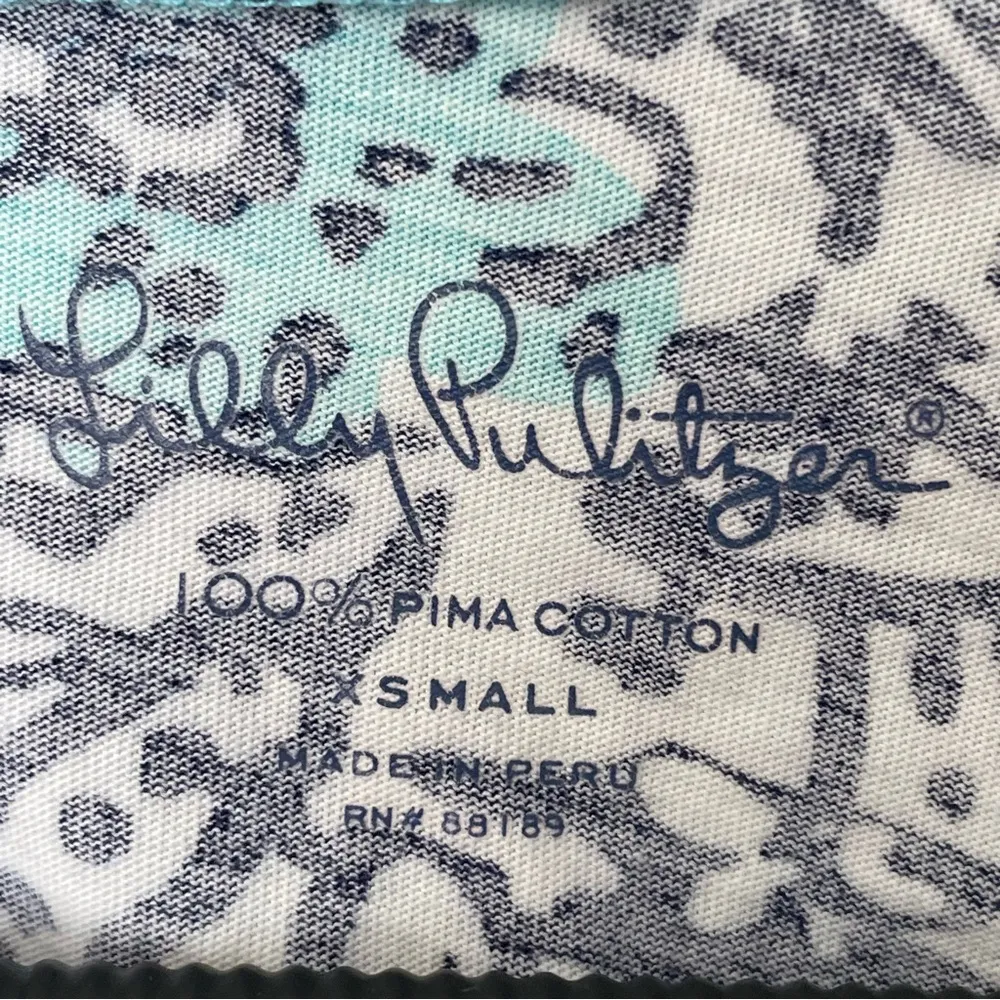 Lilly Pulitzer®
100% PIMA COTTON
XSMALL
MADE IN PERU
RN# 88189